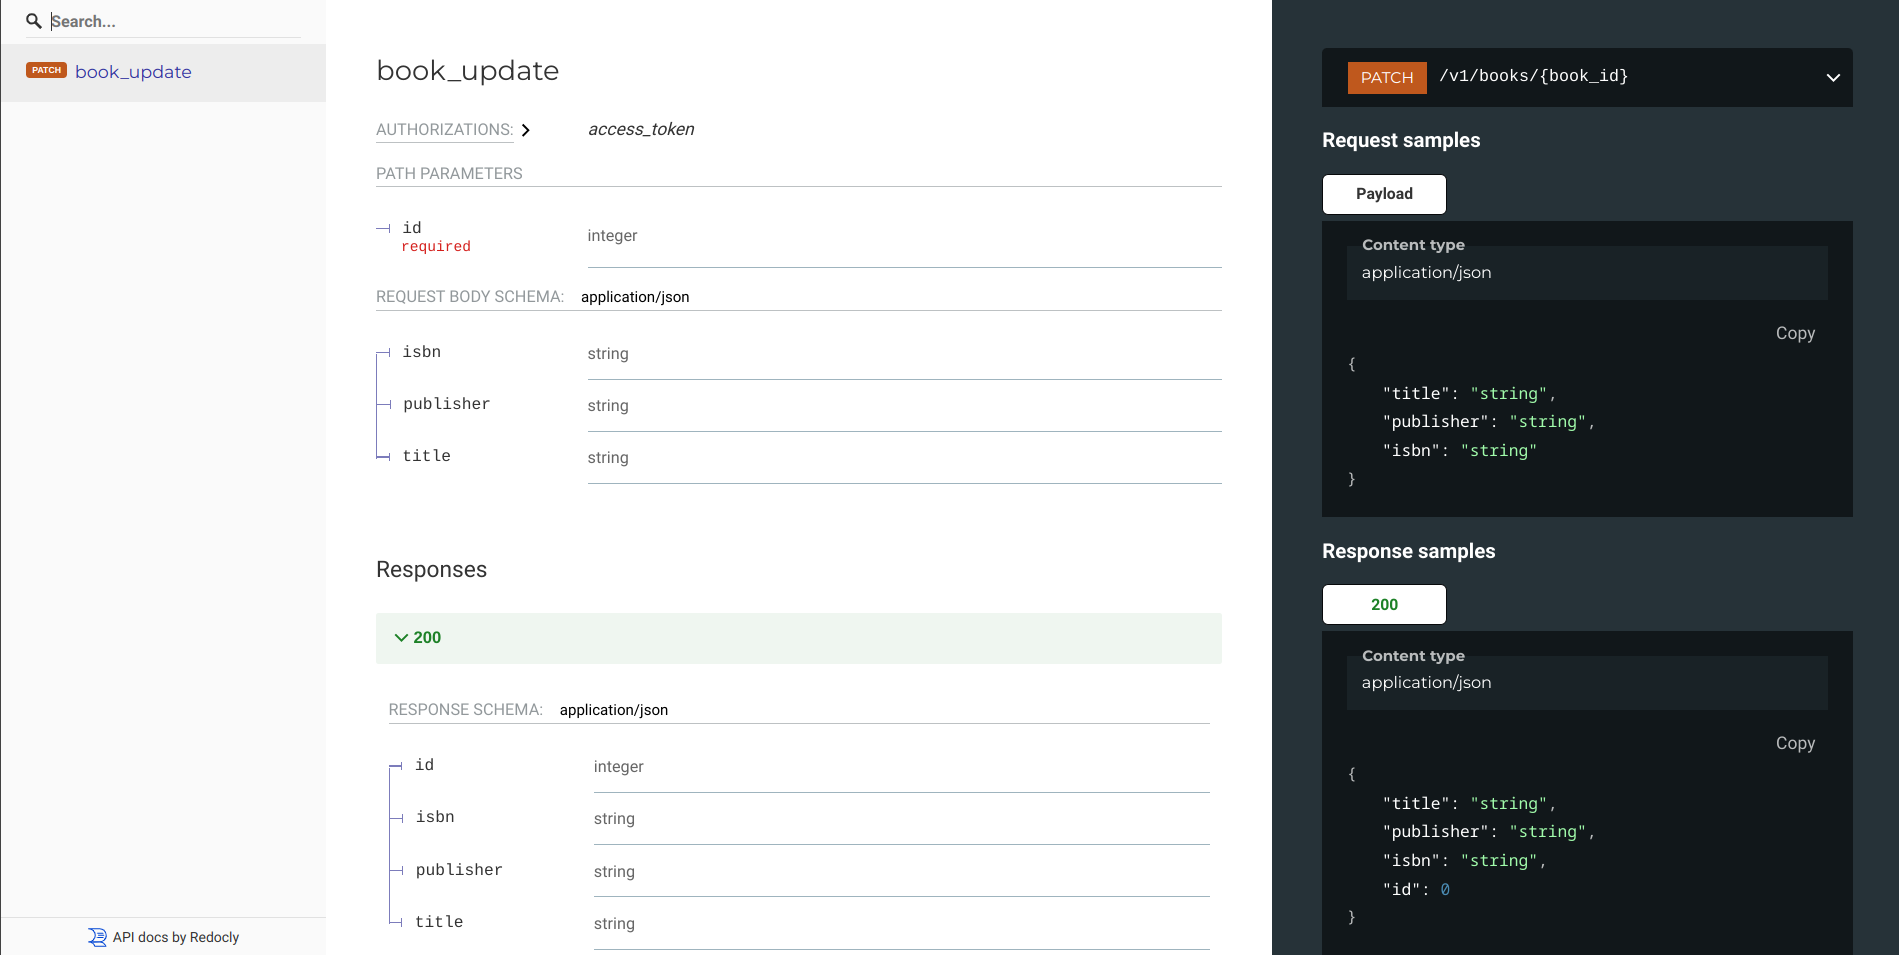 Search...
PATCH book_update
API docs by Redocly
book_update
AUTHORIZATIONS: access_token
PATH PARAMETERS
id
required
integer
REQUEST BODY SCHEMA: application/json
isbn string
publisher string
title string
Responses
200
RESPONSE SCHEMA: application/json
id integer
isbn string
publisher string
title string
PATCH /v1/books/{book_id}
Request samples
Payload
Content type
application/json
Copy
{
"title": "string",
"publisher": "string",
"isbn": "string"
}
Response samples
200
Content type
application/json
Copy
{
"title": "string",
"publisher": "string",
"isbn": "string",
"id": 0
}